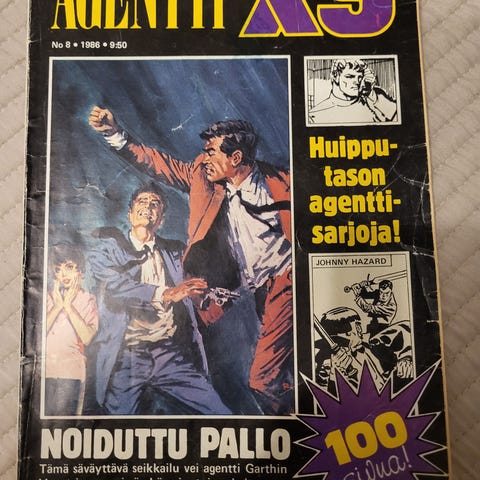 AGENTTI X9
No 8 • 1986 • 9:50
Huippu-
tason
agentti-
sarjoja!
JOHNNY HAZARD
NOIDUTTU PALLO
Tämä säväyttävä seikkailu vei agentti Garthin
100
sivua!